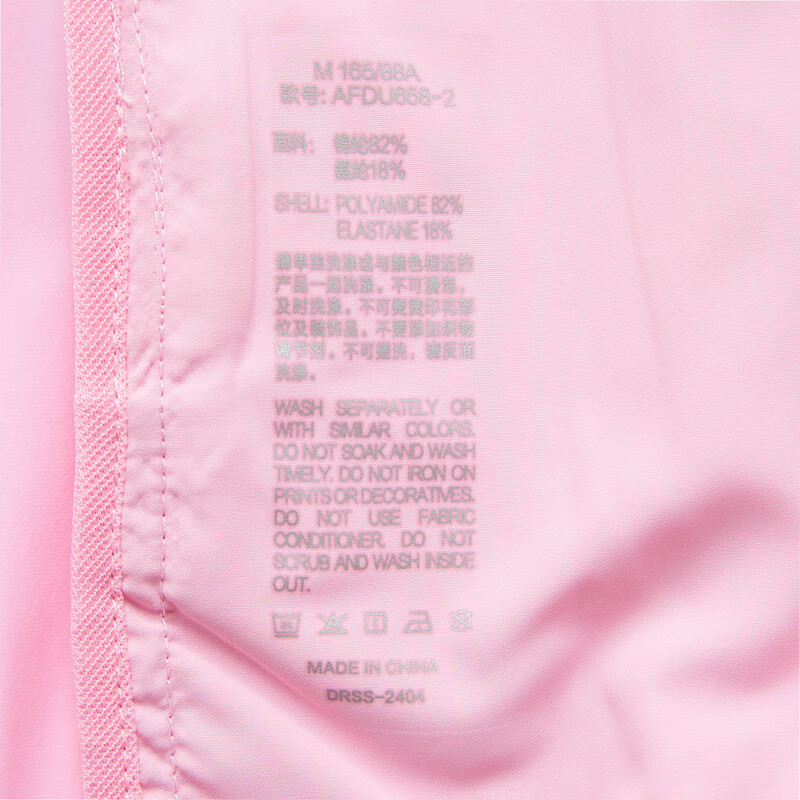 M 165/88A
款号: AFDU658-2
面料: 锦纶82%
氨纶18%
SHELL: POLYAMIDE 82%
ELASTANE 18%
请单独洗涤或与颜色相近的
产品一起洗涤，不可浸泡，
及时洗涤，不可熨烫印花部
位及装饰品，不要添加织物
调节剂，不可搓洗，请反面
洗涤。
WASH SEPARATELY OR
WITH SIMILAR COLORS.
DO NOT SOAK AND WASH
TIMELY. DO NOT IRON ON
PRINTS OR DECORATIVES.
DO NOT USE FABRIC
CONDITIONER. DO NOT
SCRUB AND WASH INSIDE
OUT.
MADE IN CHINA
DRSS-2404